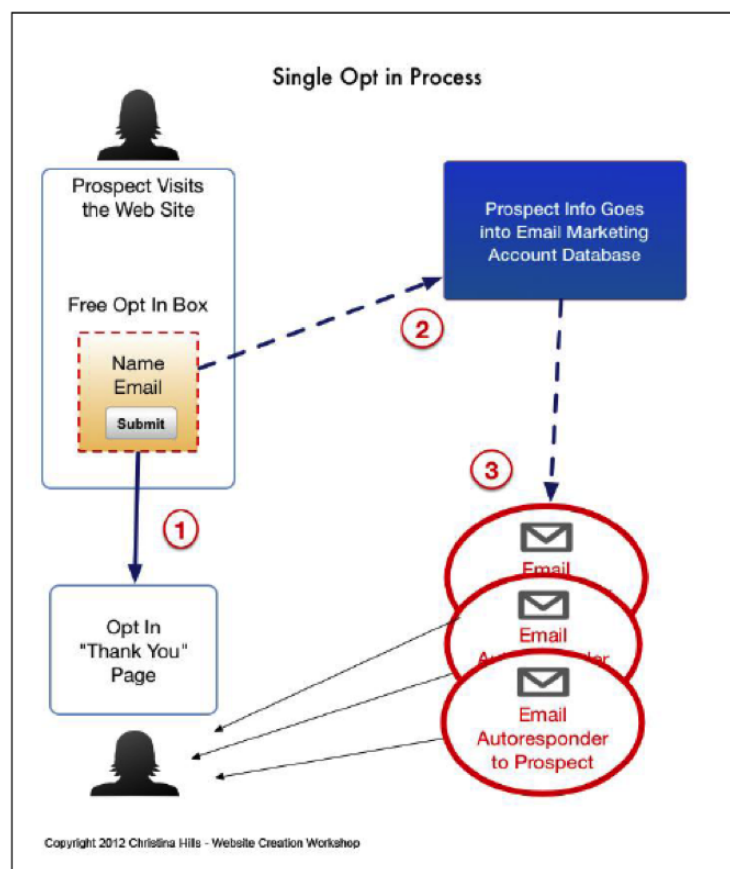 Single Opt in Process
Prospect Visits
the Web Site
Free Opt In Box
Name
Email
Submit
1
Opt In
"Thank You"
Page
2
Prospect Info Goes
into Email Marketing
Account Database
3
Email
Email
Autoresponder
Email
Autoresponder
to Prospect
Copyright 2012 Christina Hills - Website Creation Workshop